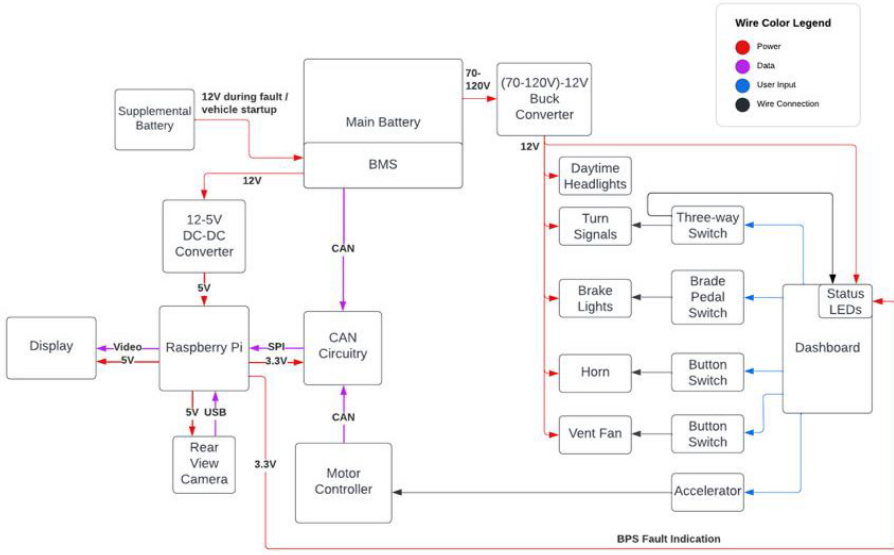 Wire Color Legend
Power
Data
User Input
Wire Connection
70-
120V
(70-120V)-12V
Buck
Converter
12V during fault /
vehicle startup
Supplemental
Battery
Main Battery
BMS
12V
12V
Daytime
Headlights
12-5V
DC-DC
Converter
Turn
Signals
Three-way
Switch
CAN
5V
Brake
Lights
Brade
Pedal
Switch
Status
LEDs
Dashboard
Display
Video
5V
Raspberry Pi
SPI
3.3V
CAN
Circuitry
Horn
Button
Switch
5V
USB
CAN
Vent Fan
Button
Switch
Rear
View
Camera
3.3V
Motor
Controller
Accelerator
BPS Fault Indication